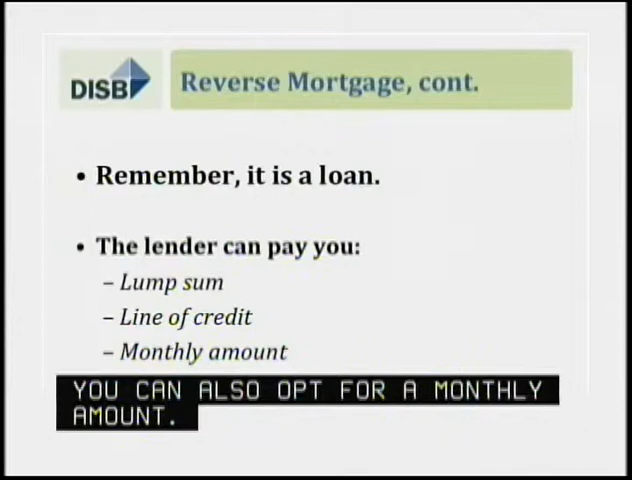 DISB
Reverse Mortgage, cont.
• Remember, it is a loan.
• The lender can pay you:
– Lump sum
– Line of credit
– Monthly amount
YOU CAN ALSO OPT FOR A MONTHLY
AMOUNT.